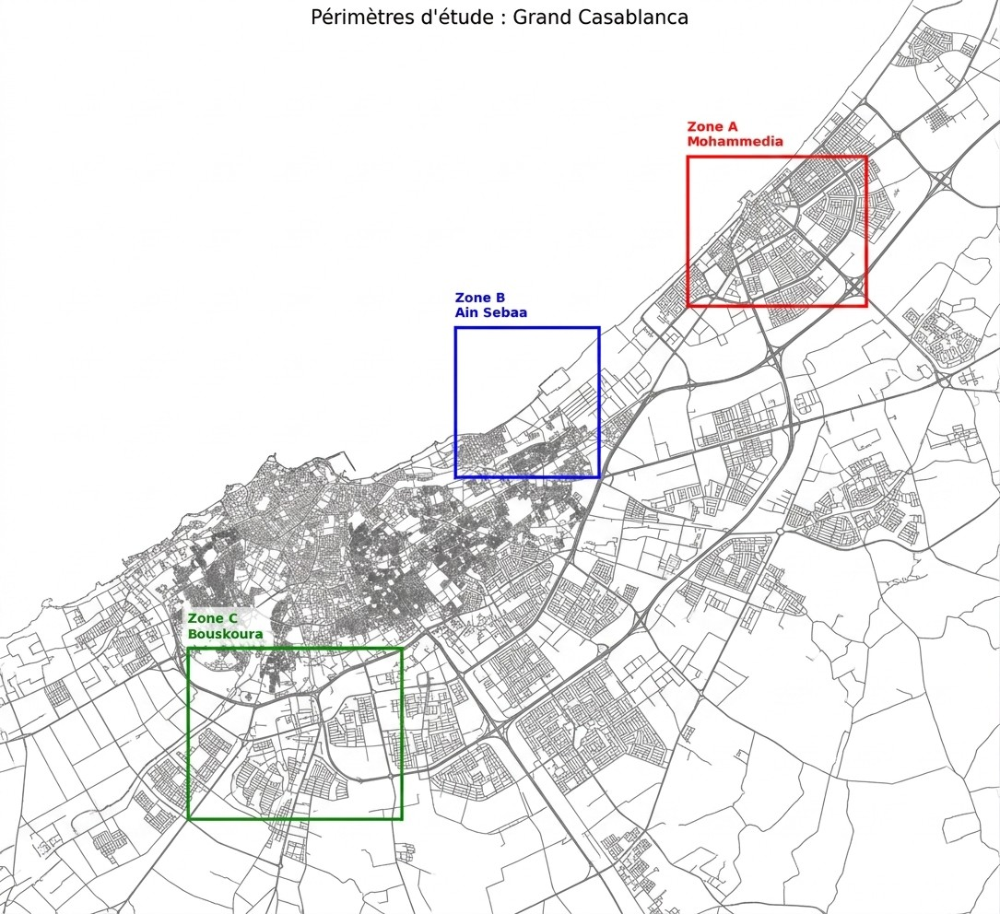 Périmètres d'étude : Grand Casablanca
Zone A
Mohammedia
Zone B
Ain Sebaa
Zone C
Bouskoura